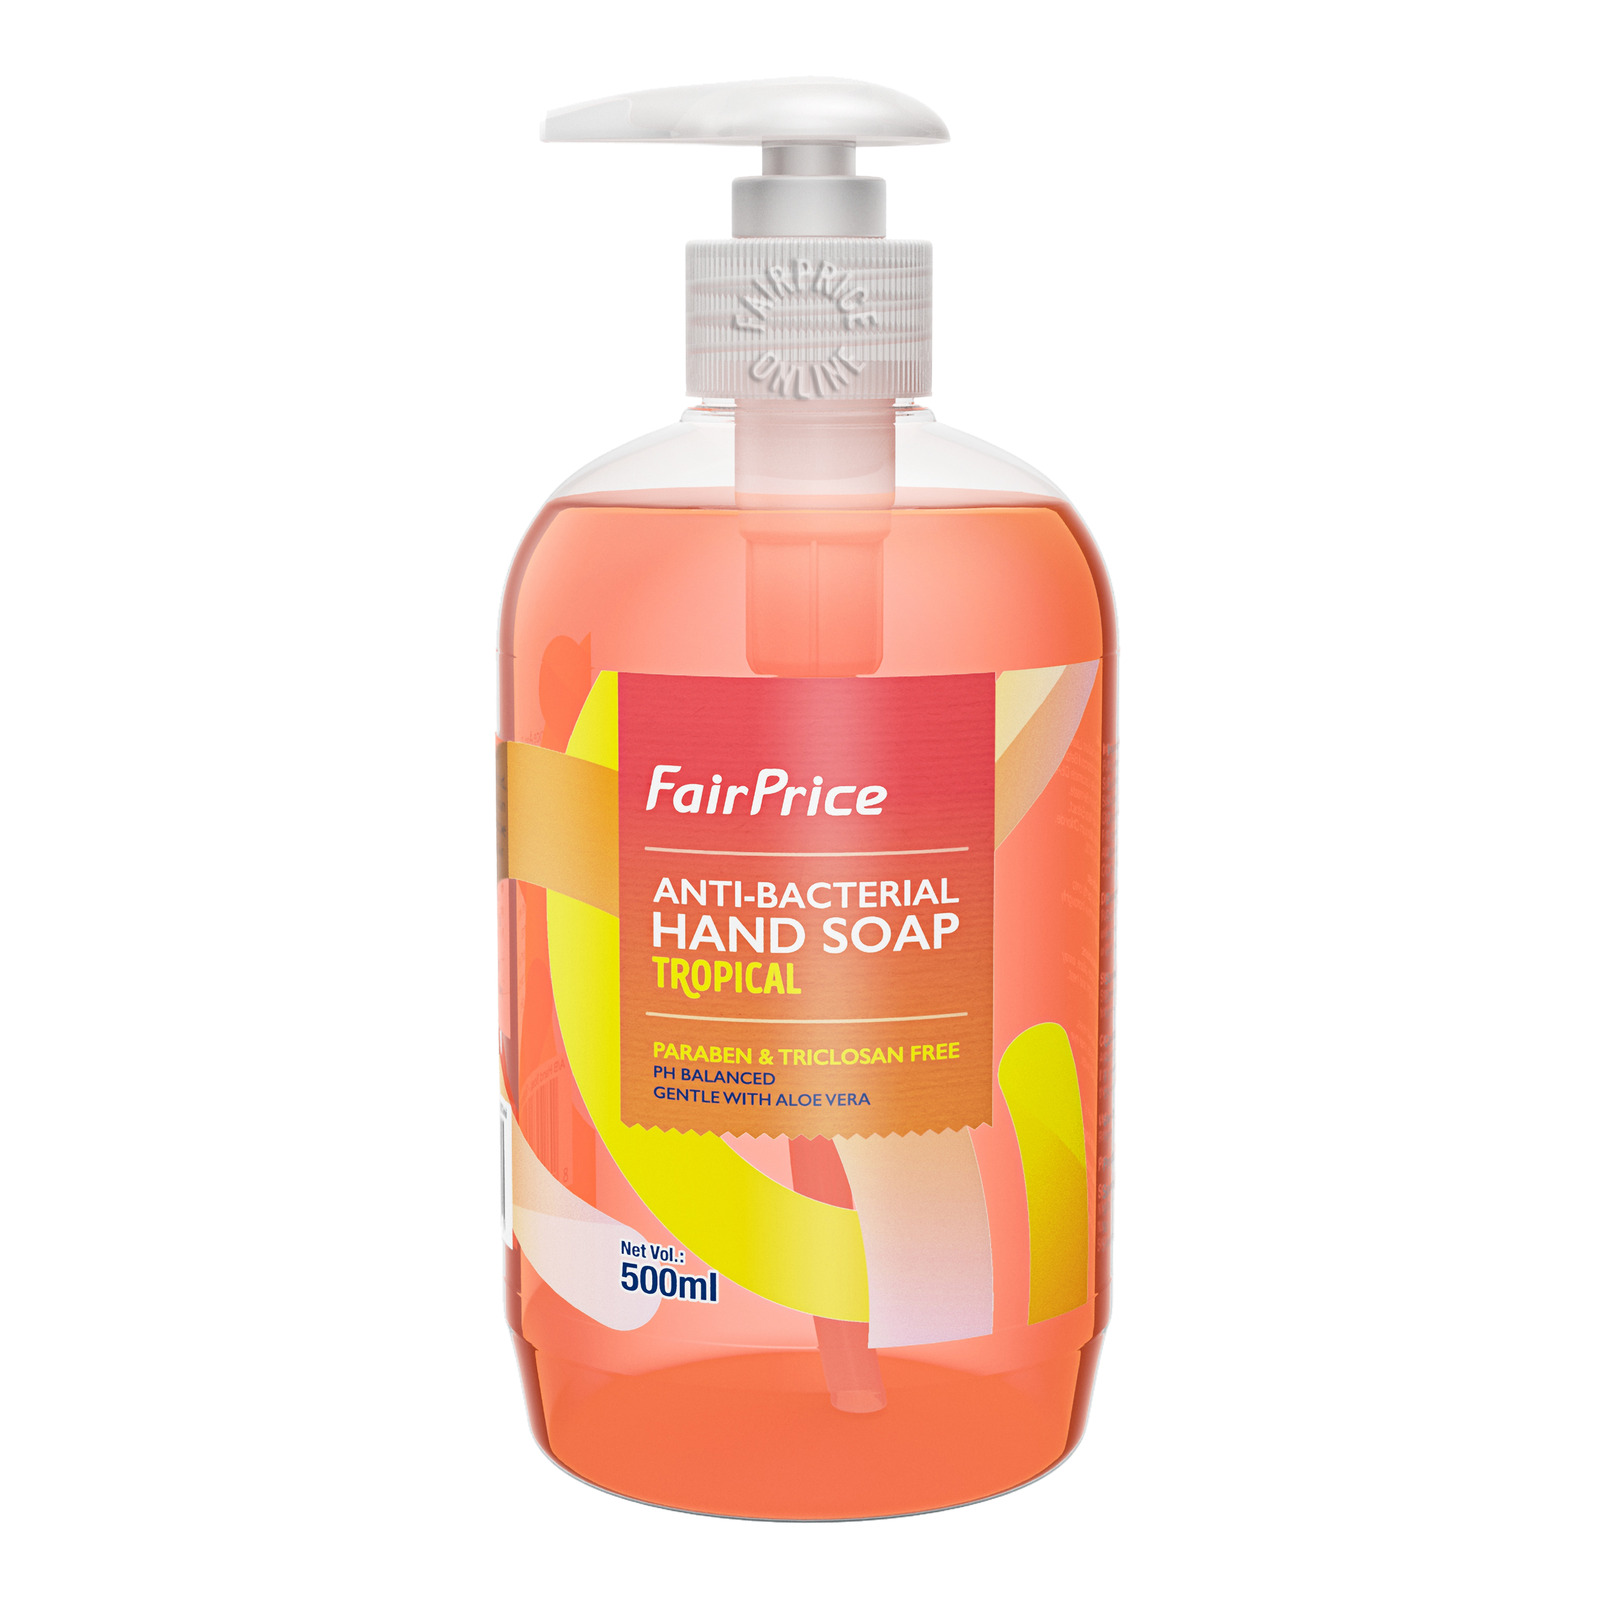 FAIRPRICE
ONLINE
FairPrice
ANTI-BACTERIAL
HAND SOAP
TROPICAL
PARABEN & TRICLOSAN FREE
PH BALANCED
GENTLE WITH ALOE VERA
Net Vol.:
500ml